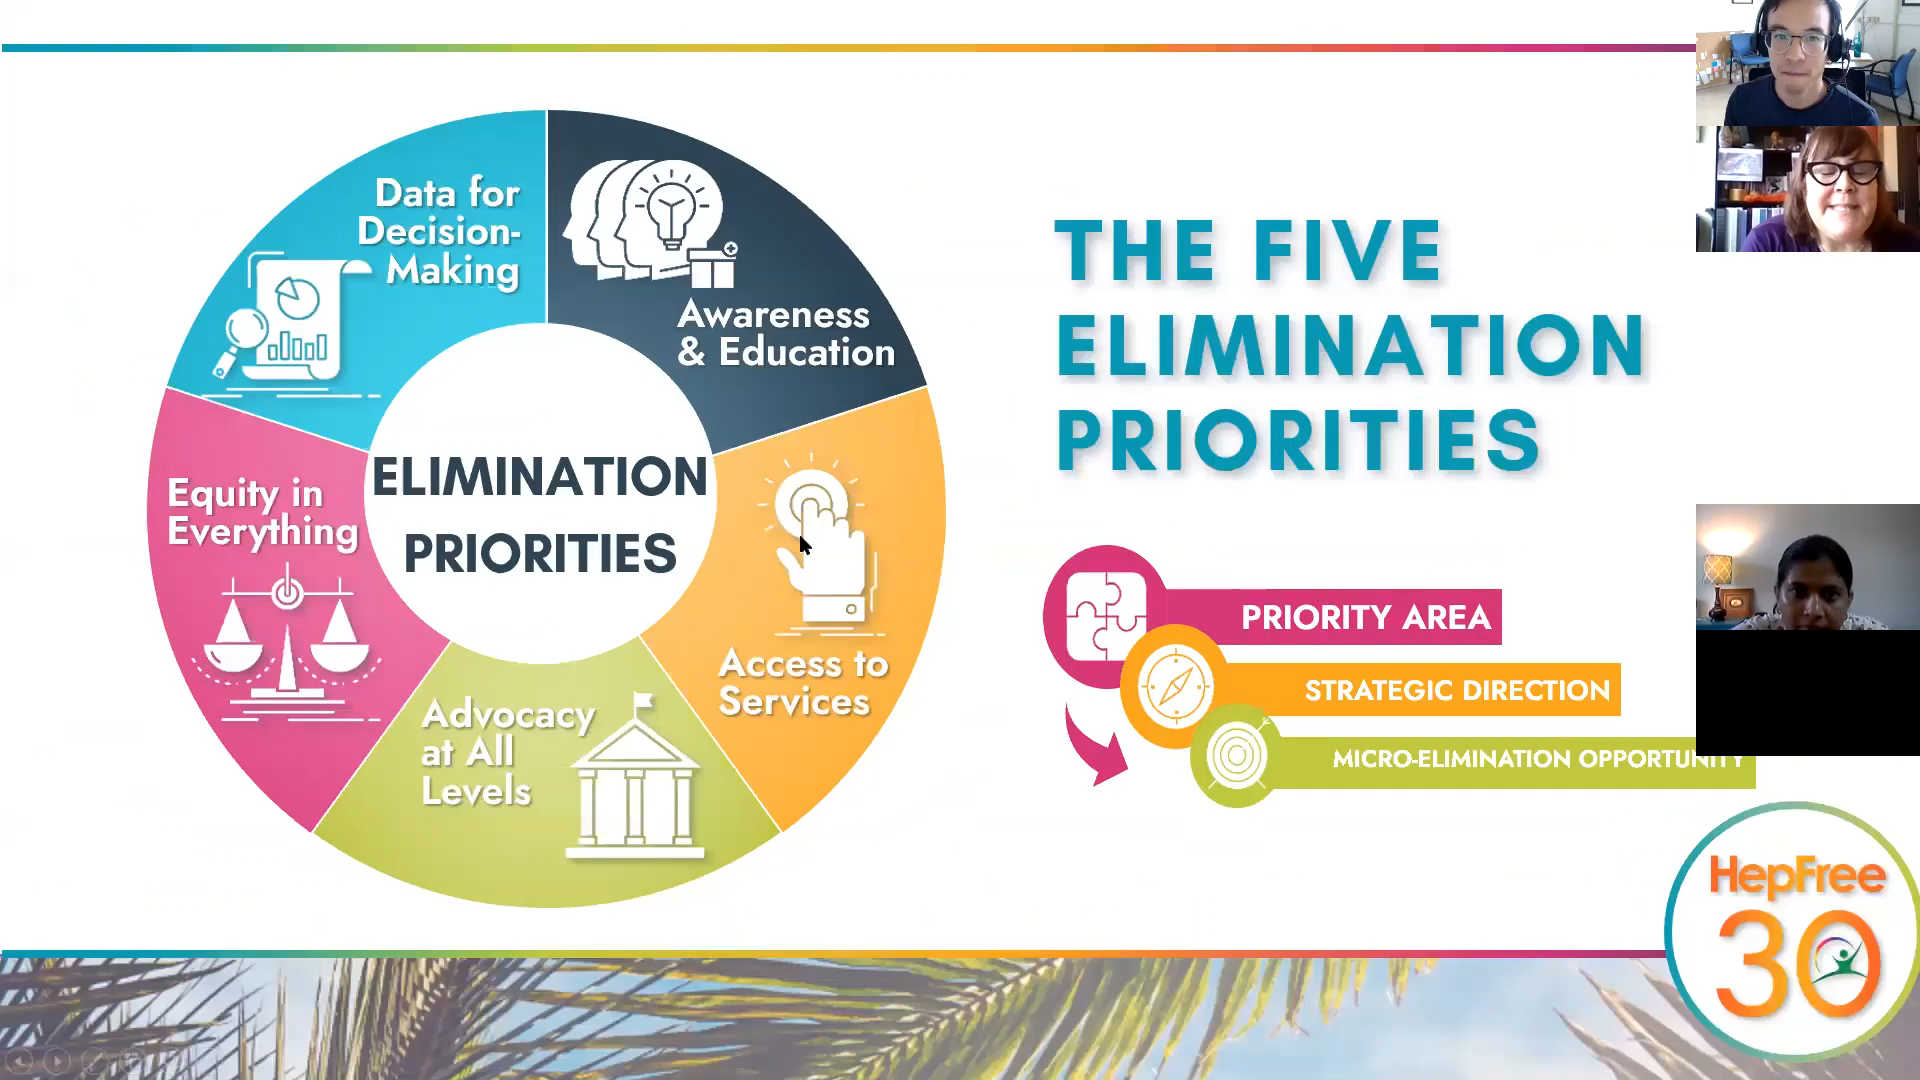 Data for
Decision-
Making
Awareness
& Education
Equity in
Everything
ELIMINATION
PRIORITIES
Access to
Services
Advocacy
at All
Levels
THE FIVE
ELIMINATION
PRIORITIES
PRIORITY AREA
STRATEGIC DIRECTION
MICRO-ELIMINATION OPPORTUNITY
HepFree
30